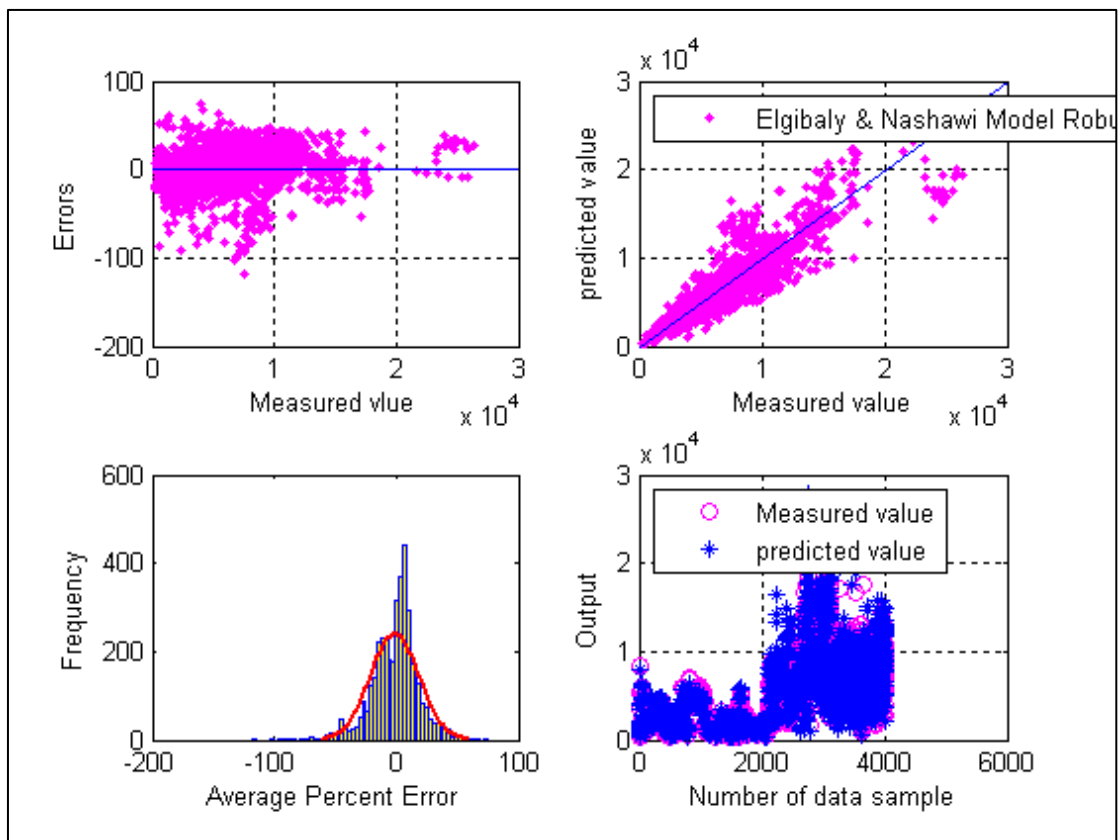 100
0
-100
-200
Errors
0 1 2 3
Measured vlue
x 10^4
x 10^4
3
2
1
0
predicted value
Elgibaly & Nashawi Model Robu
0 1 2 3
Measured value
x 10^4
600
400
200
0
Frequency
-200 -100 0 100
Average Percent Error
x 10^4
3
2
1
0
Output
Measured value
predicted value
0 2000 4000 6000
Number of data sample